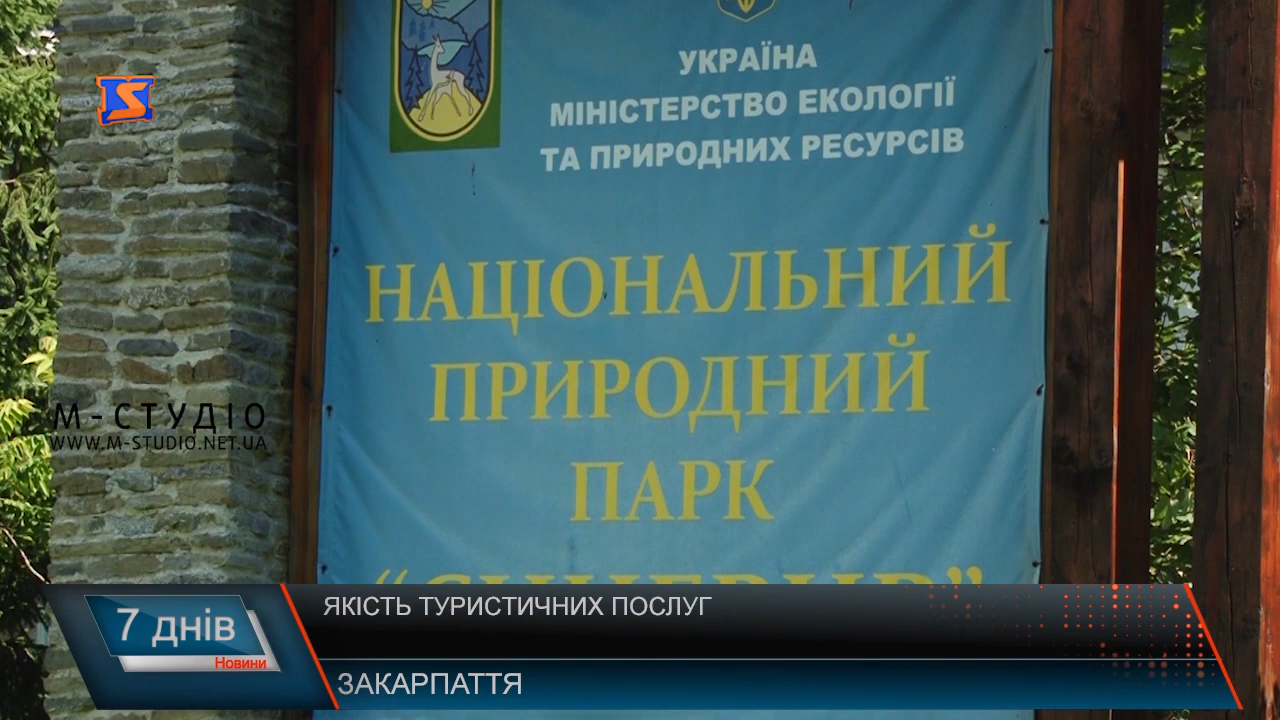 УКРАЇНА
МІНІСТЕРСТВО ЕКОЛОГІЇ
ТА ПРИРОДНИХ РЕСУРСІВ
НАЦІОНАЛЬНИЙ
ПРИРОДНИЙ
ПАРК
М-СТУДІО
WWW.M-STUDIO.NET.UA
ЯКІСТЬ ТУРИСТИЧНИХ ПОСЛУГ
7 днів
Новини
ЗАКАРПАТТЯ